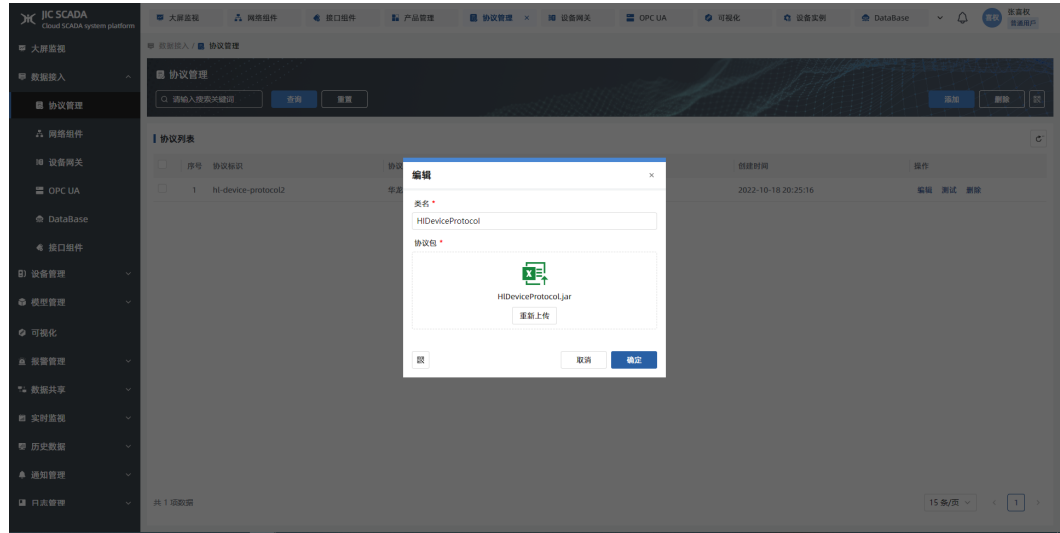 JIC SCADA
Cloud SCADA system platform
大屏监视 网络组件 接口组件 产品管理 协议管理 × 设备网关 OPC UA 可视化 设备实例 DataBase
张喜权
普通用户
大屏监视
数据接入
协议管理
网络组件
设备网关
OPC UA
DataBase
接口组件
设备管理
模型管理
可视化
报警管理
数据共享
实时监视
历史数据
通知管理
日志管理
数据接入 / 协议管理
协议管理
请输入搜索关键词 查询 重置 添加 删除
协议列表
序号 协议标识 协议 创建时间 操作
1 hl-device-protocol2 华龙 2022-10-18 20:25:16 编辑 测试 删除
编辑 ×
类名 *
HlDeviceProtocol
协议包 *
HlDeviceProtocol.jar
重新上传
取消 确定
共 1 项数据
15 条/页 < 1 >